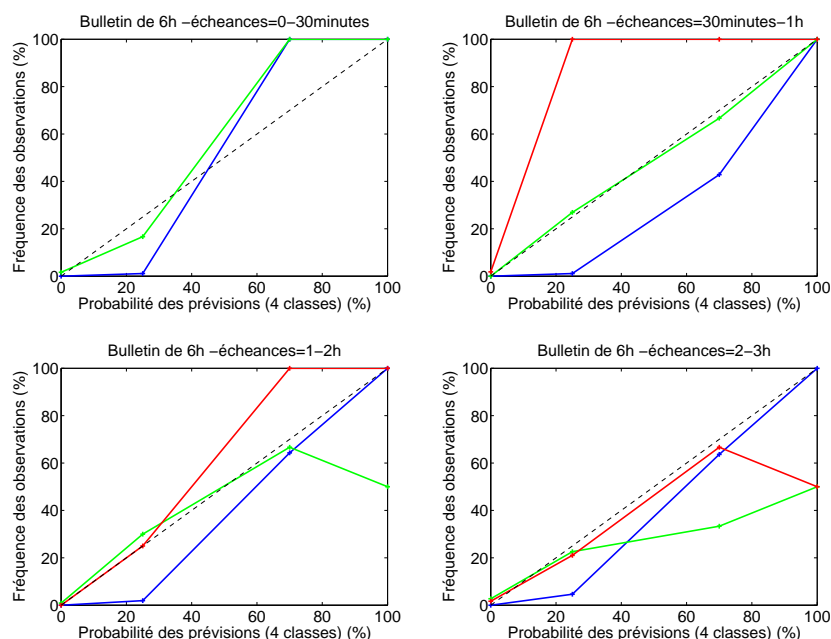 Bulletin de 6h −écheances=0−30minutes
100
80
60
40
20
0
0 20 40 60 80 100
Fréquence des observations (%)
Probabilité des prévisions (4 classes) (%)
Bulletin de 6h −écheances=30minutes−1h
100
80
60
40
20
0
0 20 40 60 80 100
Fréquence des observations (%)
Probabilité des prévisions (4 classes) (%)
Bulletin de 6h −écheances=1−2h
100
80
60
40
20
0
0 20 40 60 80 100
Fréquence des observations (%)
Probabilité des prévisions (4 classes) (%)
Bulletin de 6h −écheances=2−3h
100
80
60
40
20
0
0 20 40 60 80 100
Fréquence des observations (%)
Probabilité des prévisions (4 classes) (%)